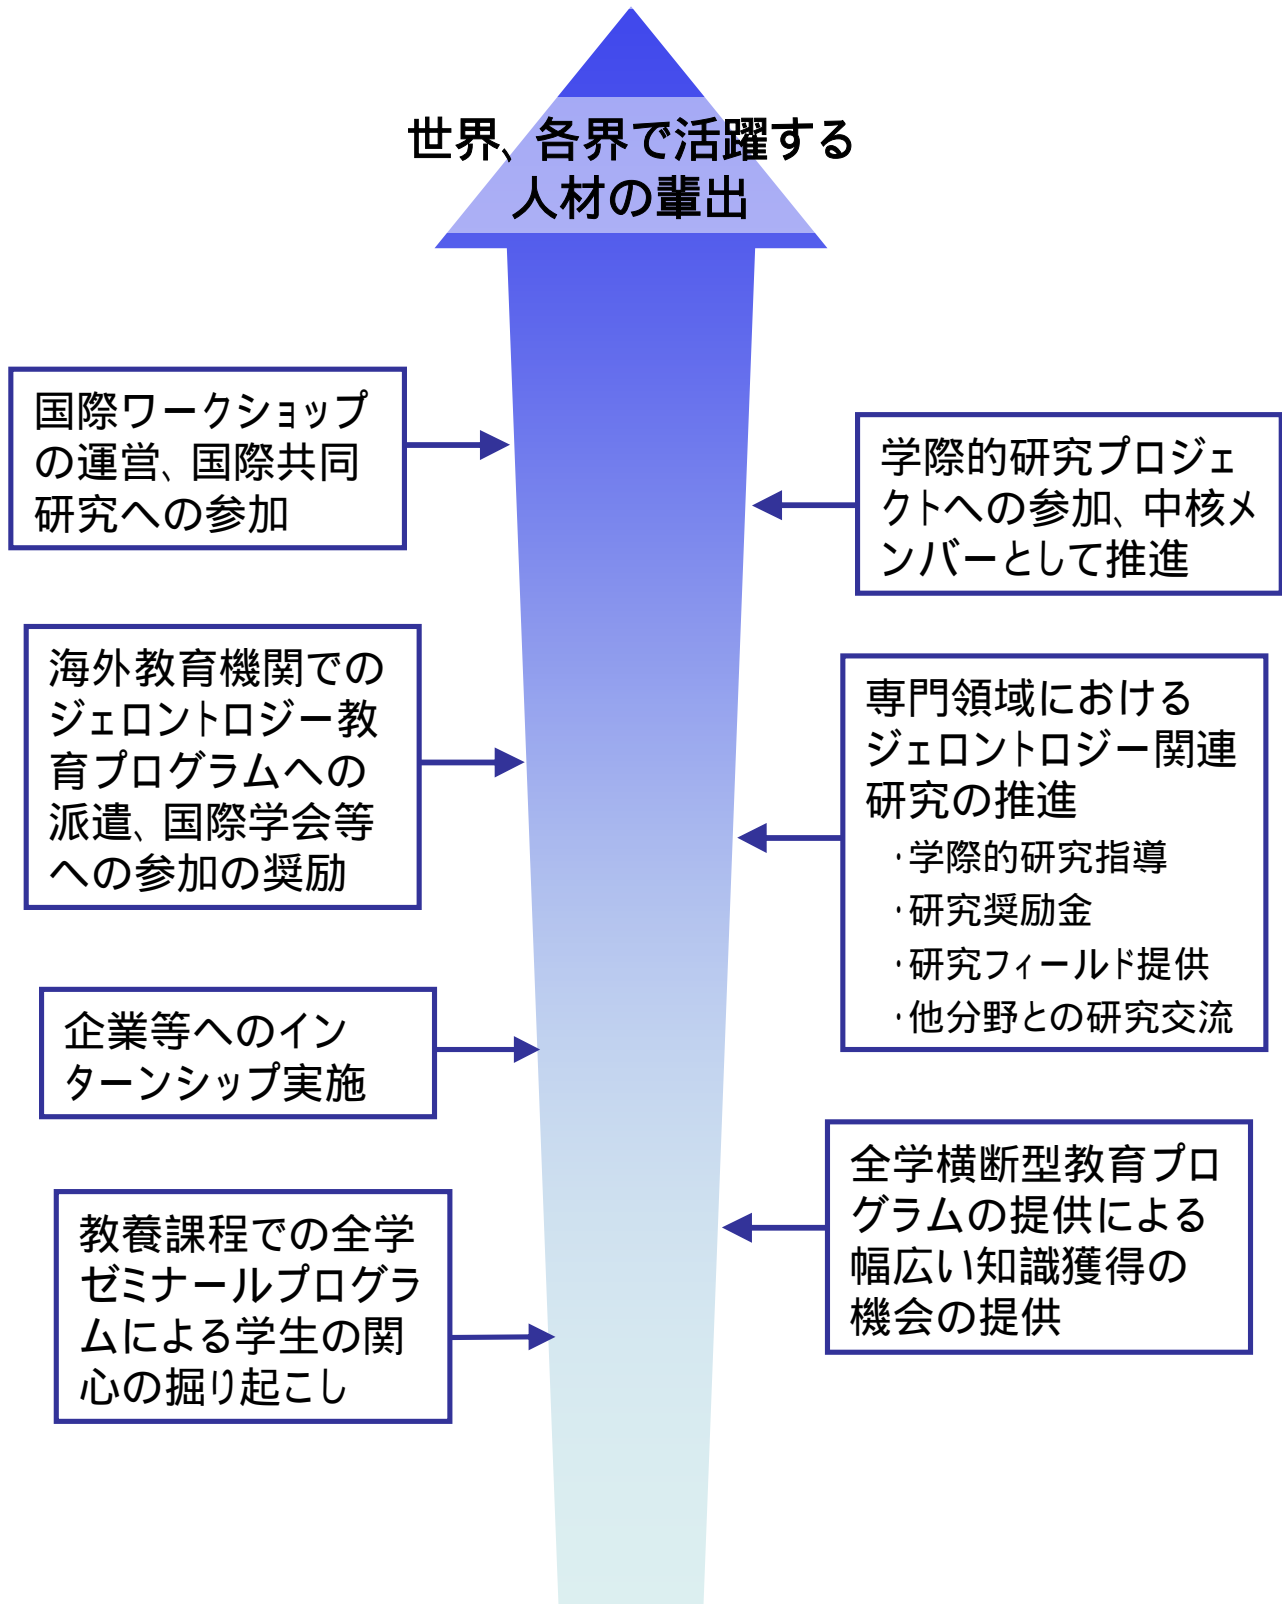 世界、各界で活躍する
人材の輩出
国際ワークショップ
の運営、国際共同
研究への参加
学際的研究プロジェ
クトへの参加、中核メ
ンバーとして推進
海外教育機関での
ジェロントロジー教
育プログラムへの
派遣、国際学会等
への参加の奨励
専門領域における
ジェロントロジー関連
研究の推進
・学際的研究指導
・研究奨励金
・研究フィールド提供
・他分野との研究交流
企業等へのイン
ターンシップ実施
全学横断型教育プロ
グラムの提供による
幅広い知識獲得の
機会の提供
教養課程での全学
ゼミナールプログラ
ムによる学生の関
心の掘り起こし